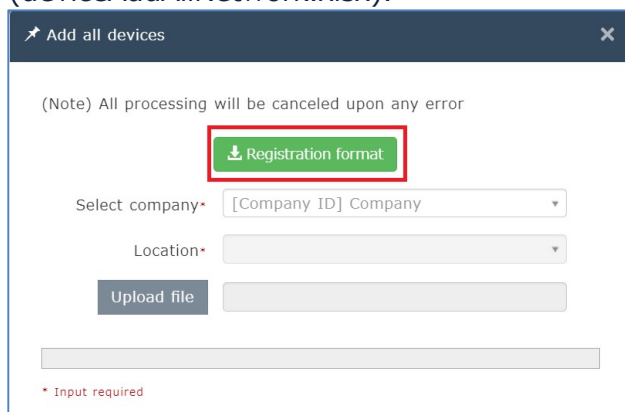 Add all devices ×
(Note) All processing will be canceled upon any error
Registration format
Select company* [Company ID] Company
Location*
Upload file
* Input required